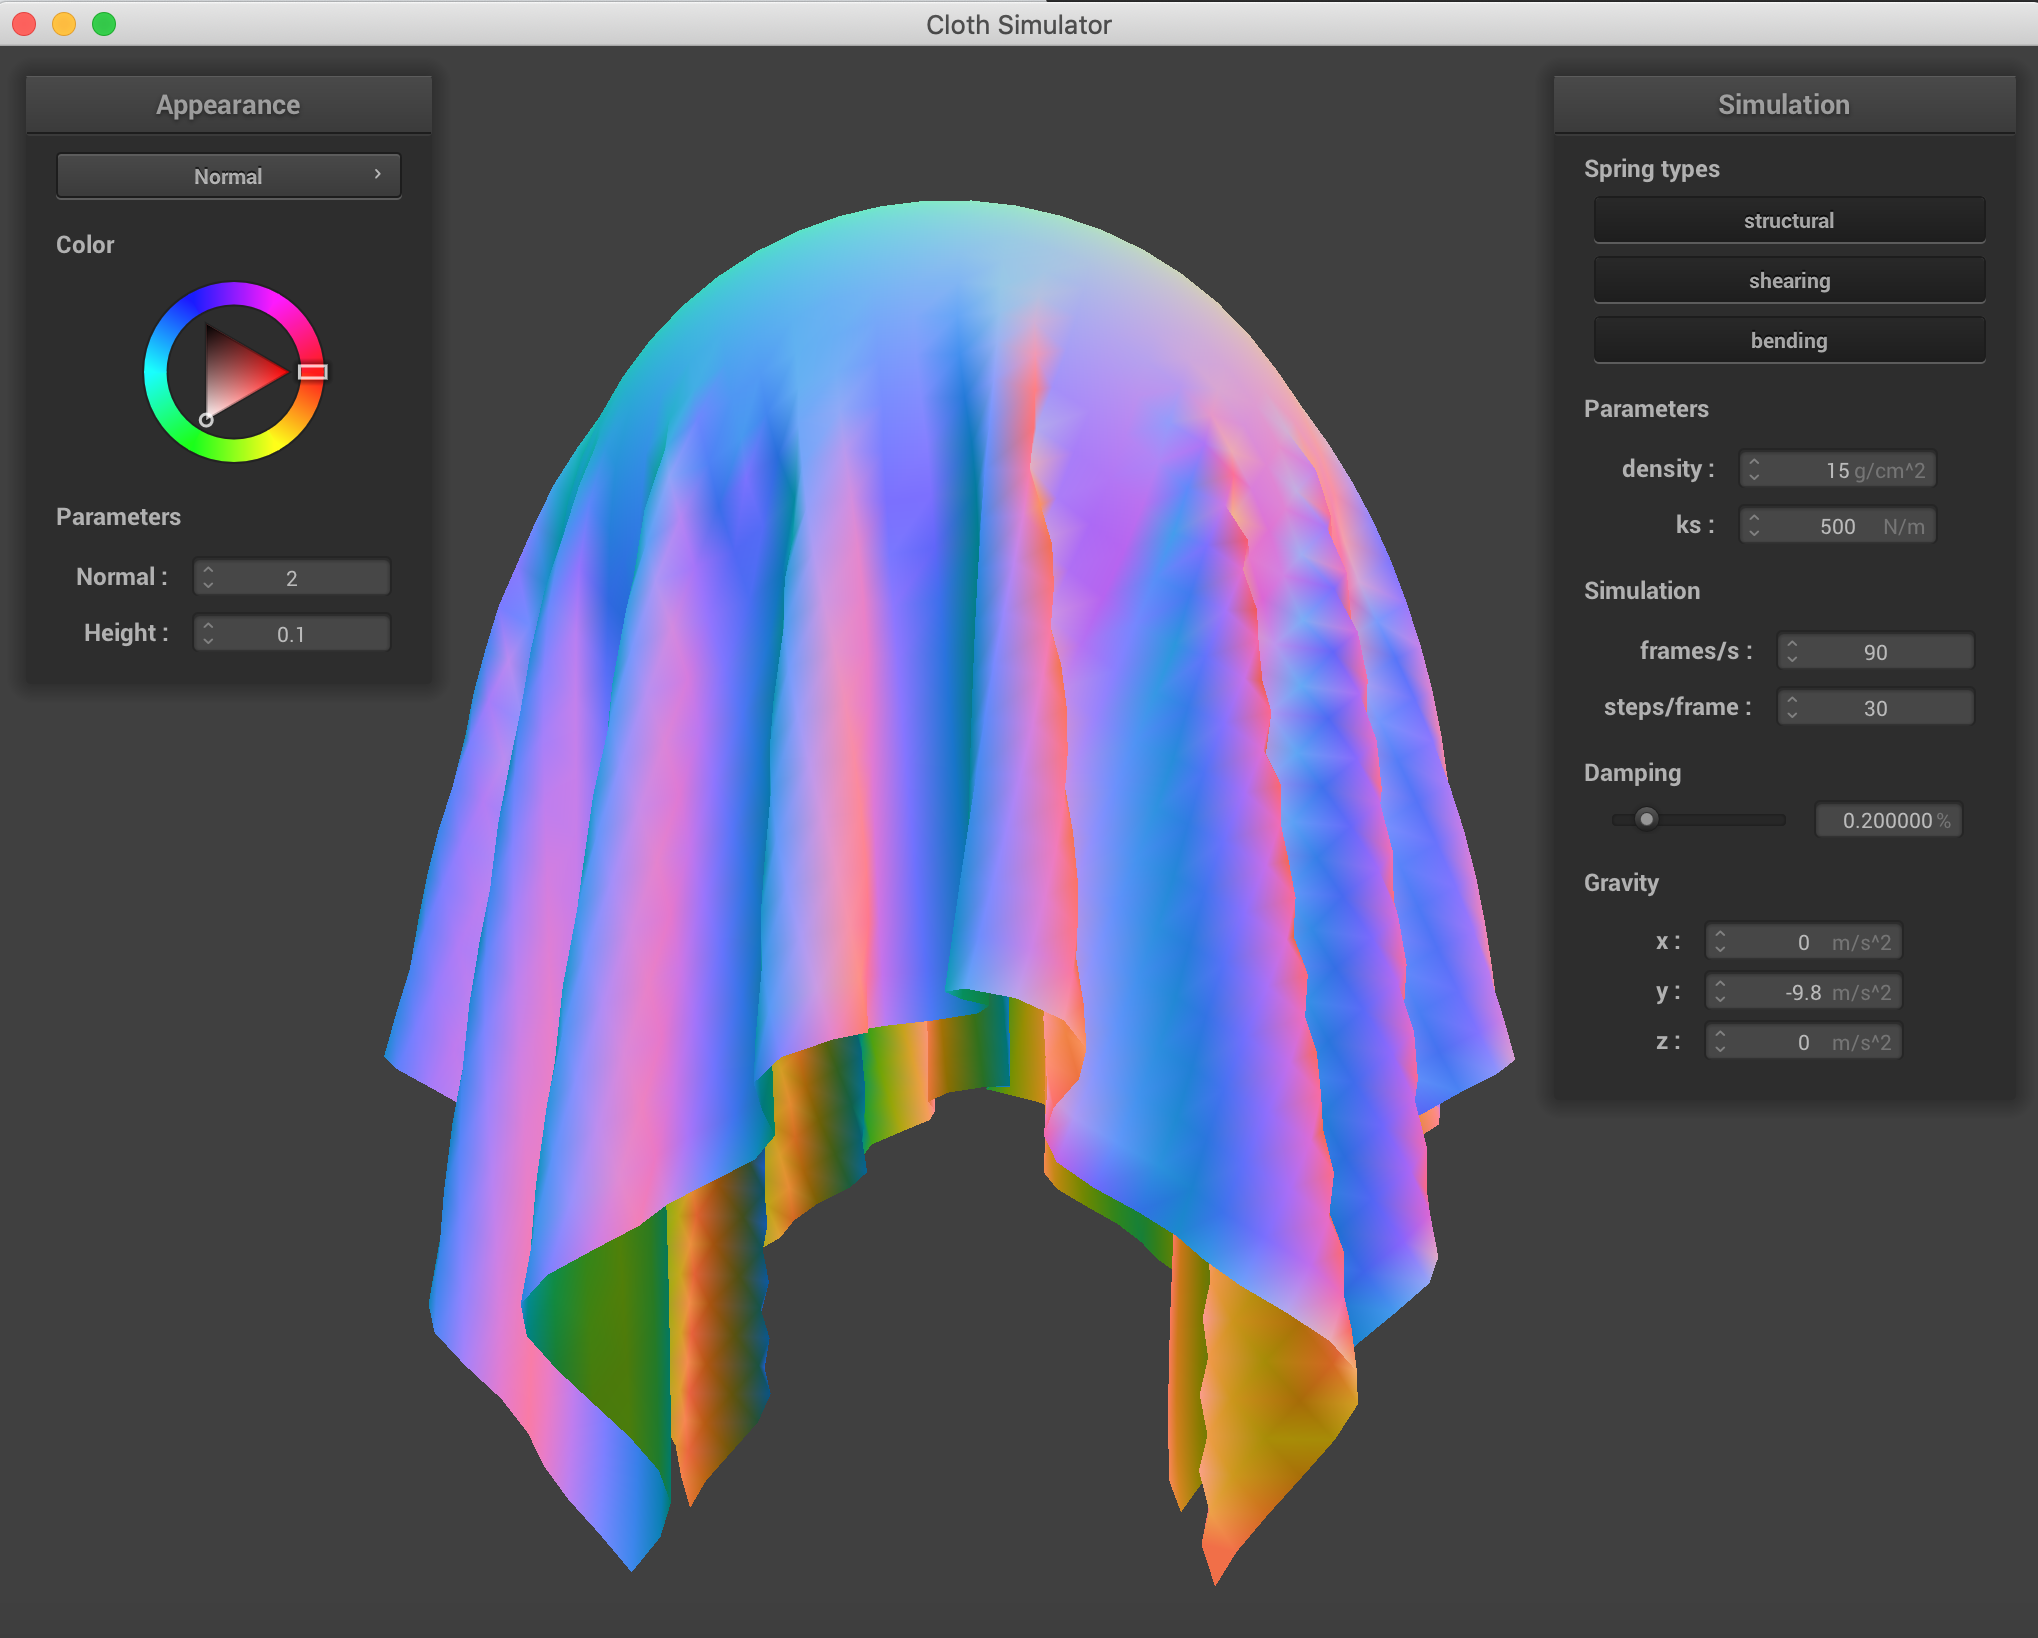 Cloth Simulator
Appearance
Normal
Color
Parameters
Normal : 2
Height : 0.1
Simulation
Spring types
structural
shearing
bending
Parameters
density : 15 g/cm^2
ks : 500 N/m
Simulation
frames/s : 90
steps/frame : 30
Damping
0.200000 %
Gravity
x : 0 m/s^2
y : -9.8 m/s^2
z : 0 m/s^2